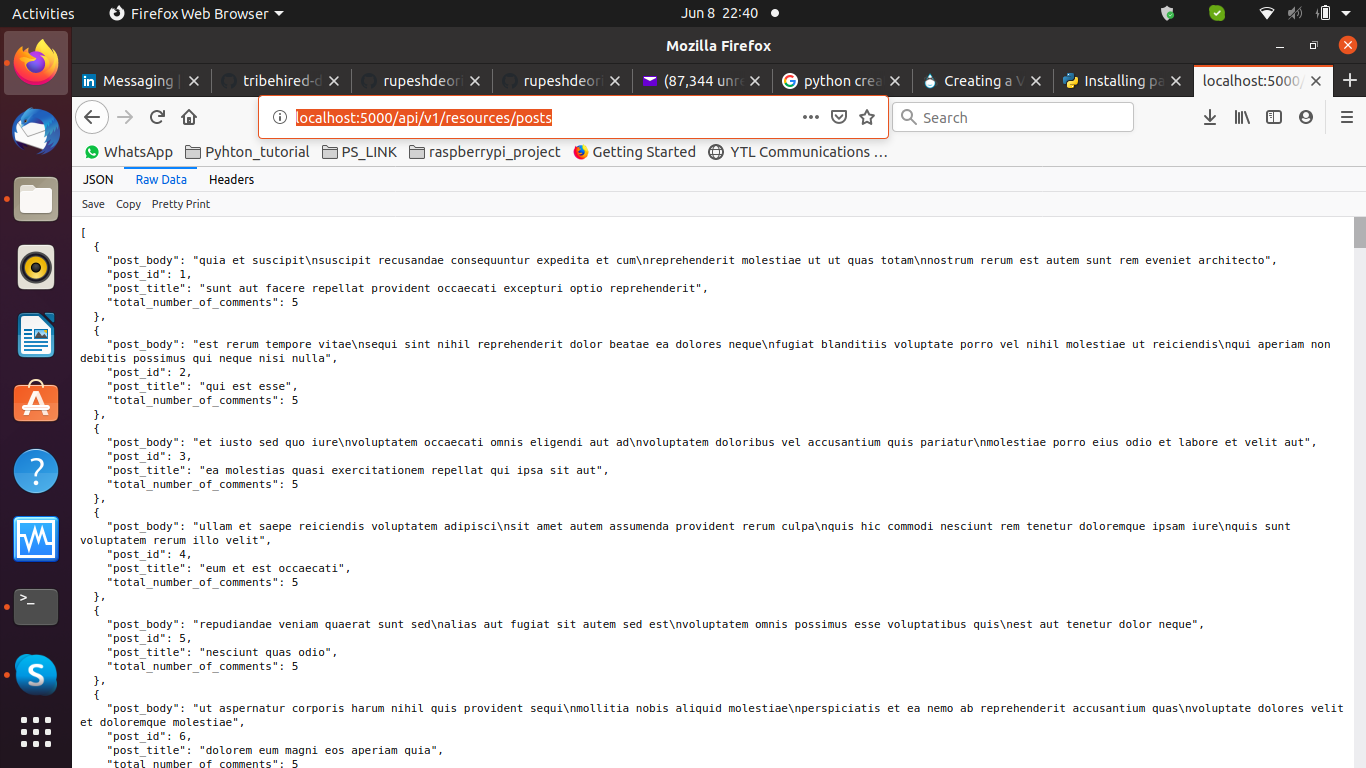 Activities
Firefox Web Browser
Jun 8 22:40
Mozilla Firefox
Messaging |
tribehired-d
rupeshdeori
rupeshdeori
(87,344 unre
python crea
Creating a V
Installing pa
localhost:5000/
localhost:5000/api/v1/resources/posts
Search
WhatsApp
Pyhton_tutorial
PS_LINK
raspberrypi_project
Getting Started
YTL Communications …
JSON
Raw Data
Headers
Save
Copy
Pretty Print
[
{
"post_body": "quia et suscipit\nsuscipit recusandae consequuntur expedita et cum\nreprehenderit molestiae ut ut quas totam\nnostrum rerum est autem sunt rem eveniet architecto",
"post_id": 1,
"post_title": "sunt aut facere repellat provident occaecati excepturi optio reprehenderit",
"total_number_of_comments": 5
},
{
"post_body": "est rerum tempore vitae\nsequi sint nihil reprehenderit dolor beatae ea dolores neque\nfugiat blanditiis voluptate porro vel nihil molestiae ut reiciendis\nqui aperiam non
debitis possimus qui neque nisi nulla",
"post_id": 2,
"post_title": "qui est esse",
"total_number_of_comments": 5
},
{
"post_body": "et iusto sed quo iure\nvoluptatem occaecati omnis eligendi aut ad\nvoluptatem doloribus vel accusantium quis pariatur\nmolestiae porro eius odio et labore et velit aut",
"post_id": 3,
"post_title": "ea molestias quasi exercitationem repellat qui ipsa sit aut",
"total_number_of_comments": 5
},
{
"post_body": "ullam et saepe reiciendis voluptatem adipisci\nsit amet autem assumenda provident rerum culpa\nquis hic commodi nesciunt rem tenetur doloremque ipsam iure\nquis sunt
voluptatem rerum illo velit",
"post_id": 4,
"post_title": "eum et est occaecati",
"total_number_of_comments": 5
},
{
"post_body": "repudiandae veniam quaerat sunt sed\nalias aut fugiat sit autem sed est\nvoluptatem omnis possimus esse voluptatibus quis\nest aut tenetur dolor neque",
"post_id": 5,
"post_title": "nesciunt quas odio",
"total_number_of_comments": 5
},
{
"post_body": "ut aspernatur corporis harum nihil quis provident sequi\nmollitia nobis aliquid molestiae\nperspiciatis et ea nemo ab reprehenderit accusantium quas\nvoluptate dolores velit
et doloremque molestiae",
"post_id": 6,
"post_title": "dolorem eum magni eos aperiam quia",
"total_number_of_comments": 5